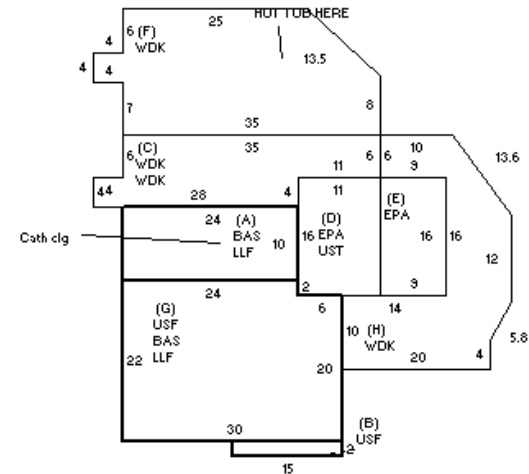 HOT TUB HERE
25
6 (F)
WDK
4
4
4
13.5
7
8
35
6 (C)
WDK
WDK
35
6 6
10
9
11
11
13.6
44
28
4
24
(A)
BAS
LLF
10
16
(D)
EPA
UST
(E)
EPA
16
16
12
Cath clg
24
2
6
9
14
(G)
USF
BAS
LLF
10
(H)
WDK
5.8
22
20
20
4
30
(B)
USF
2
15